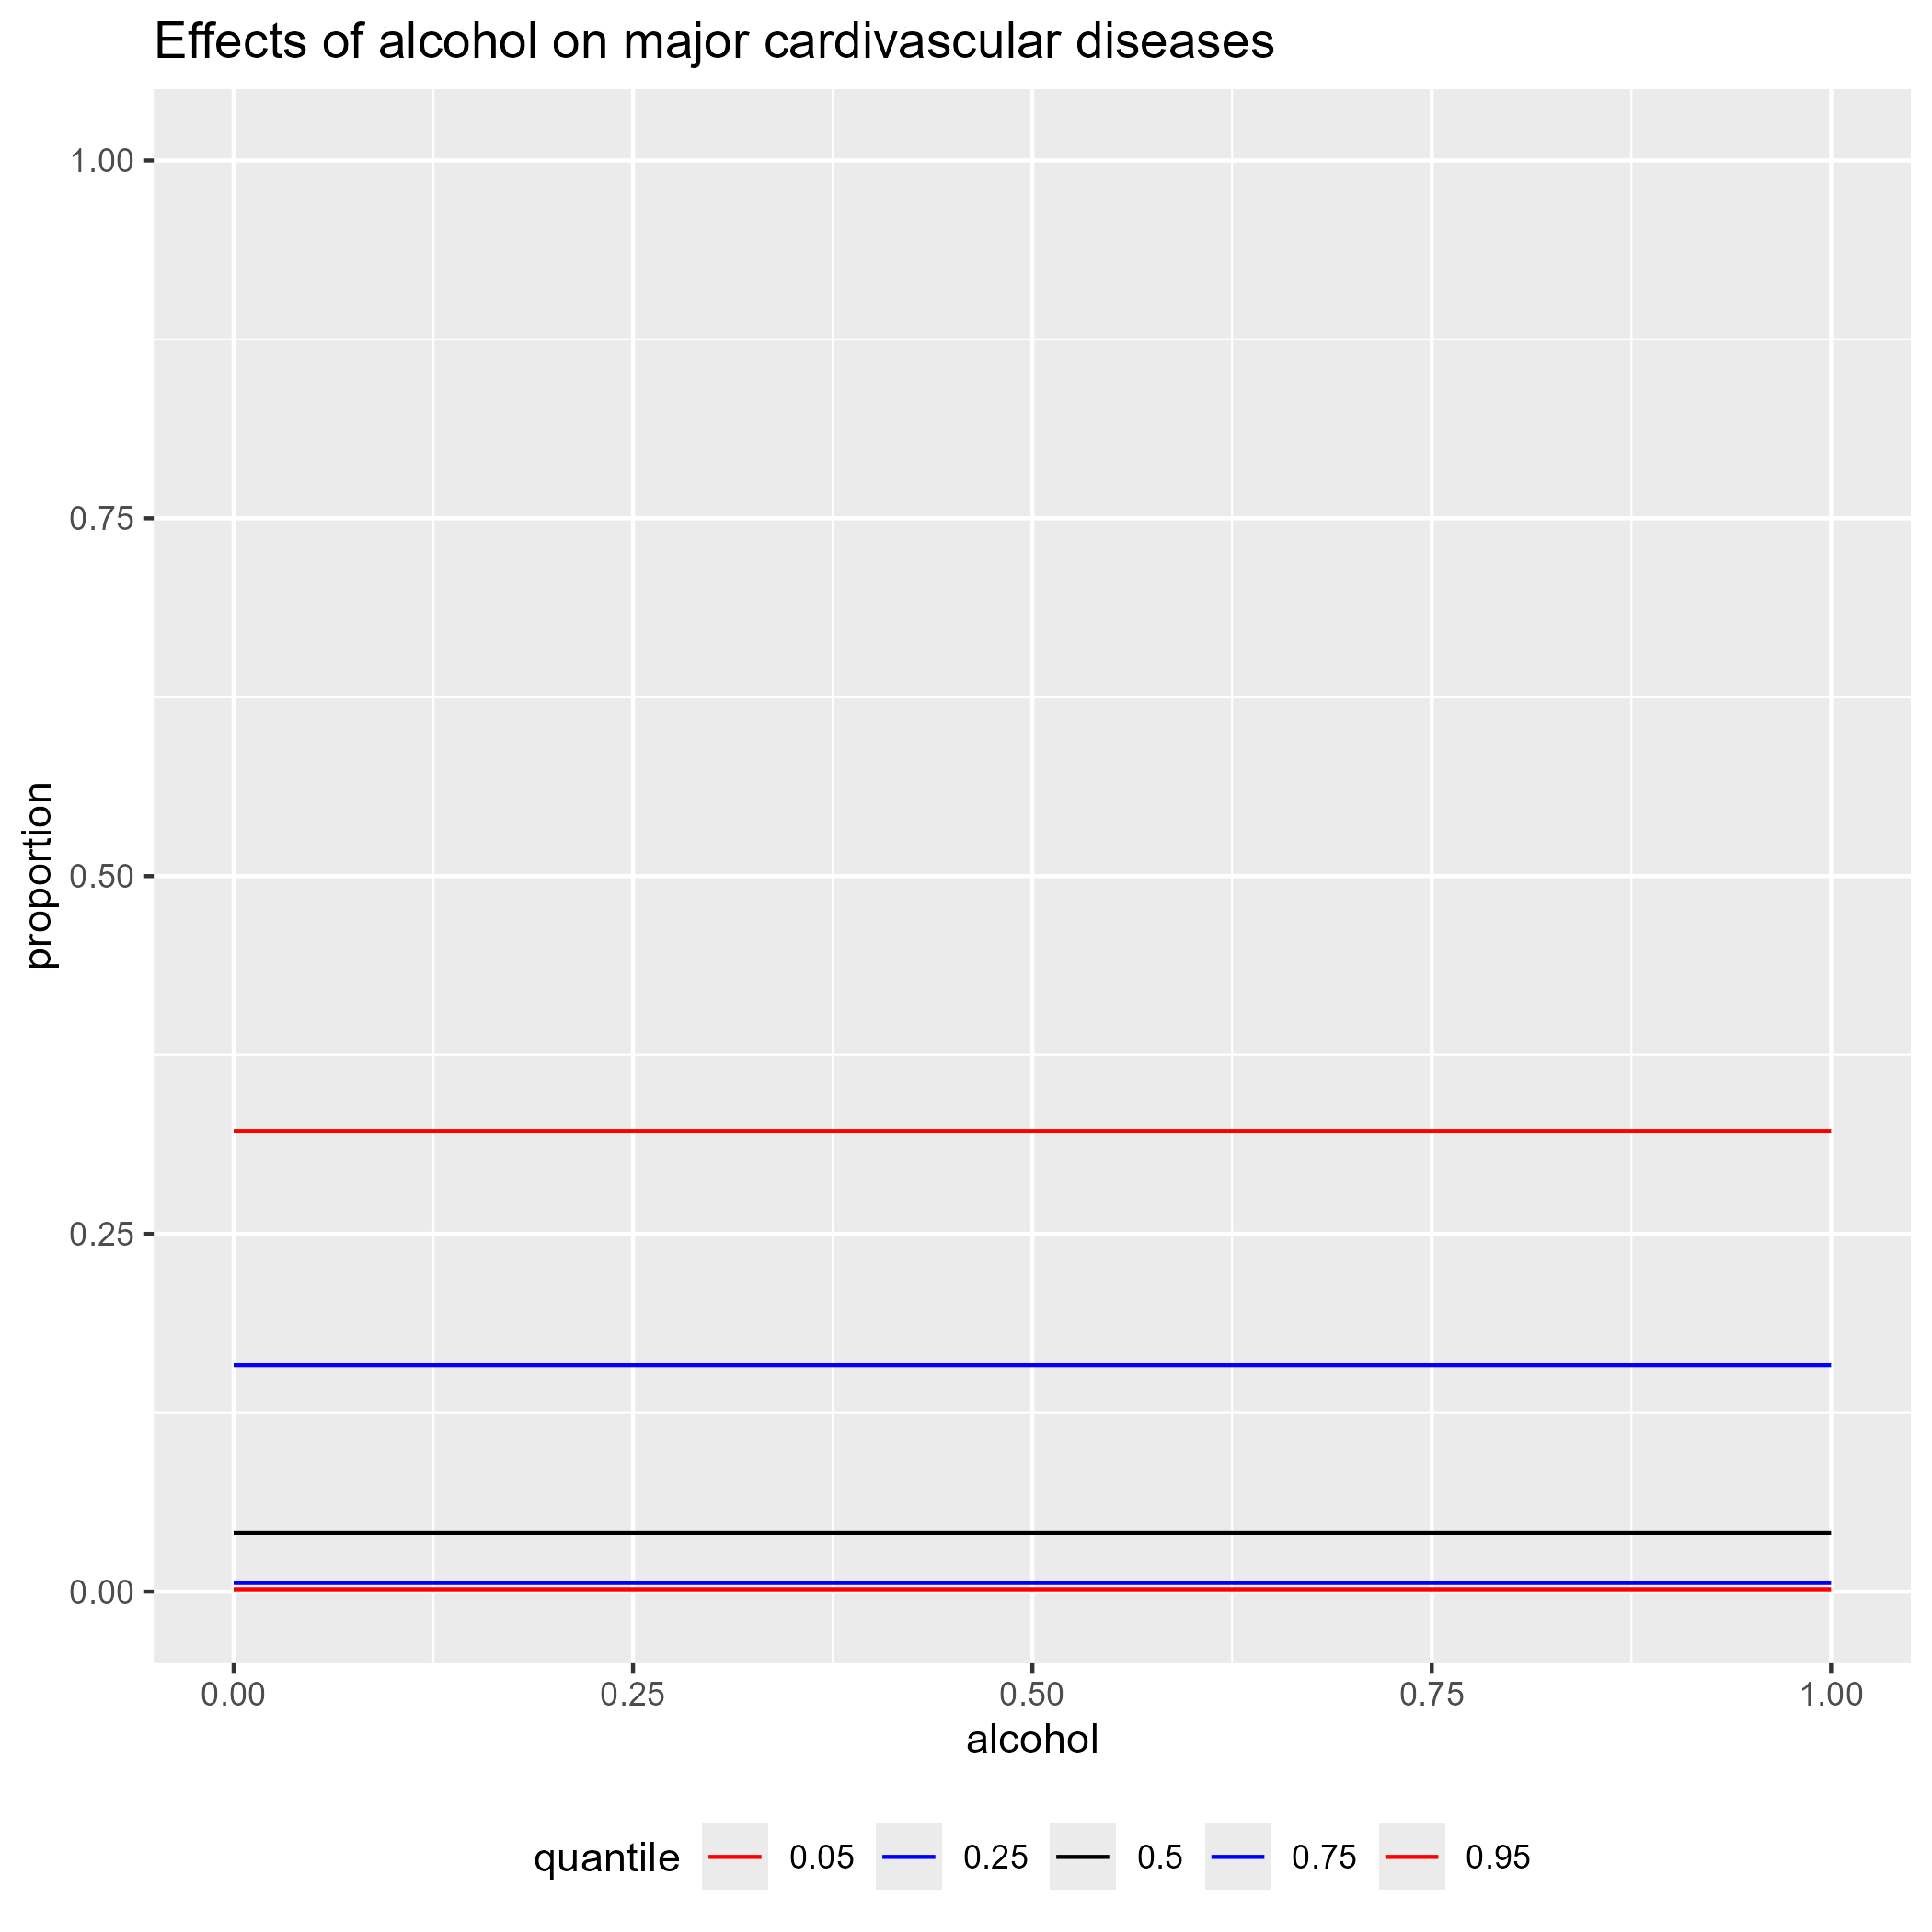 Effects of alcohol on major cardivascular diseases
1.00
0.75
0.50
0.25
0.00
proportion
0.00 0.25 0.50 0.75 1.00
alcohol
quantile 0.05 0.25 0.5 0.75 0.95